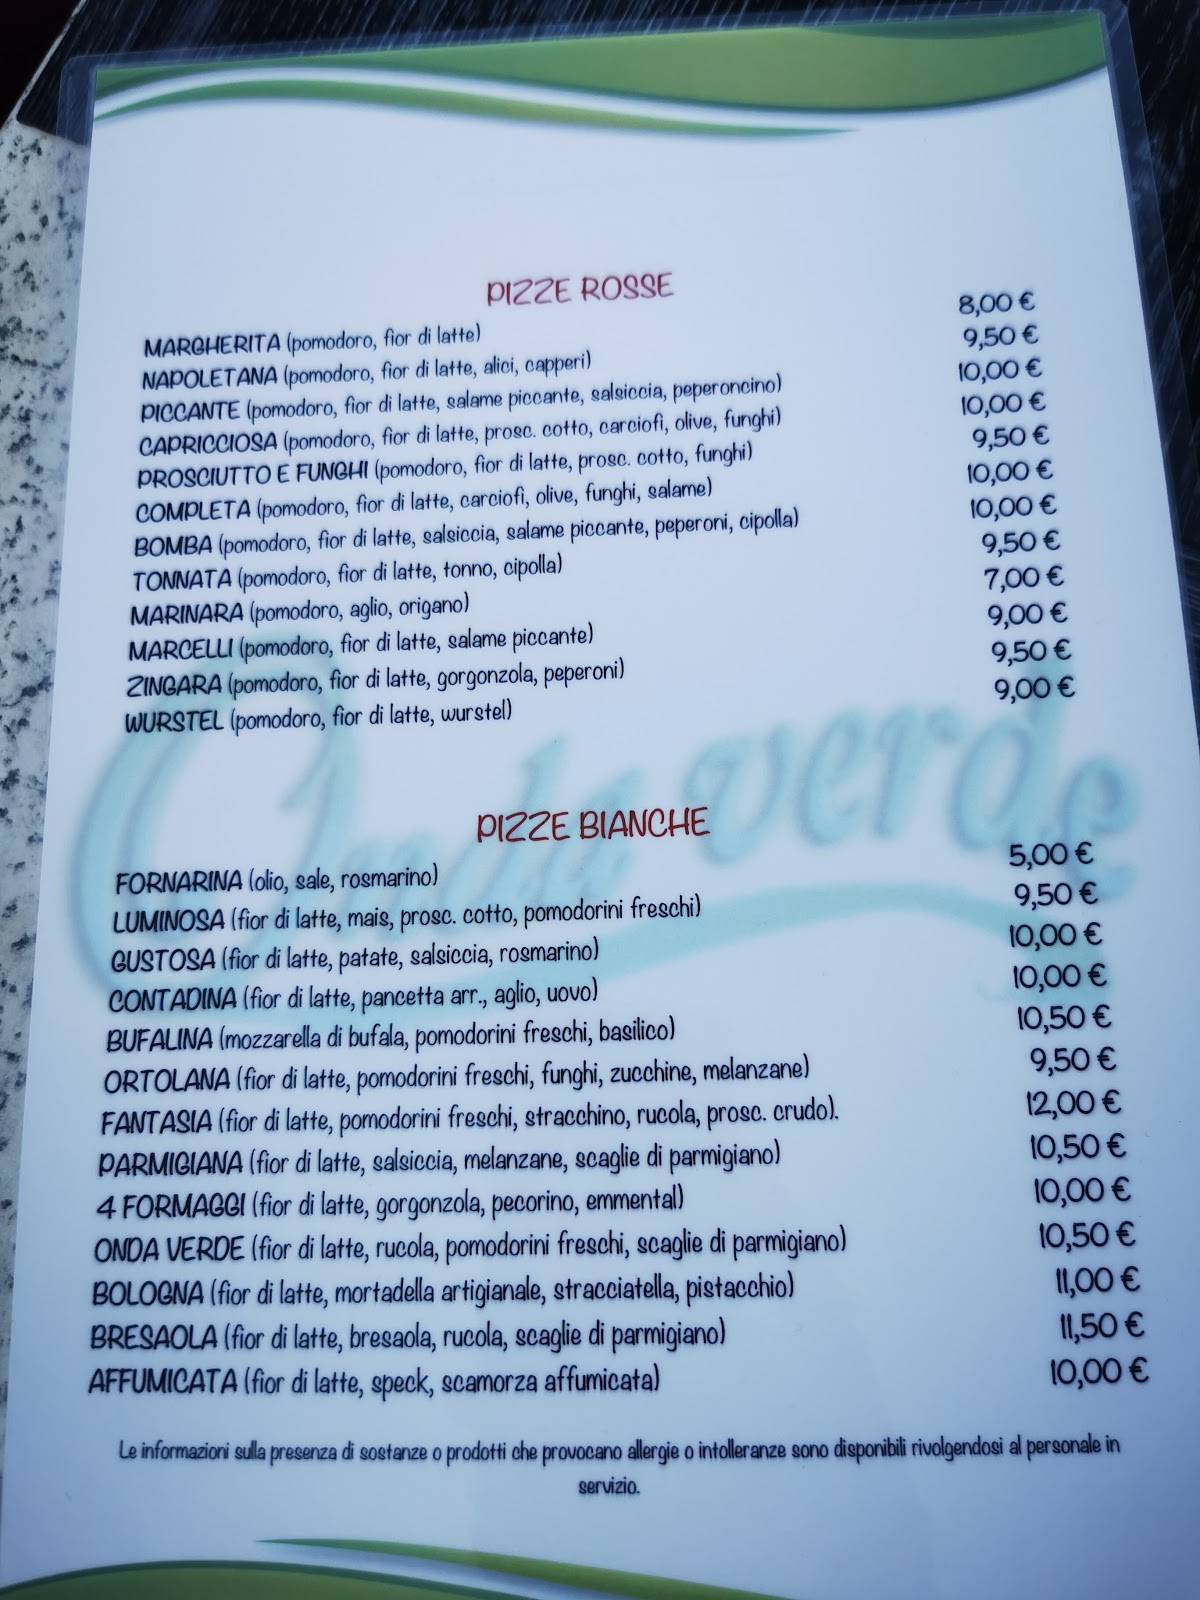 PIZZE ROSSE
MARGHERITA (pomodoro, fior di latte) 8,00 €
NAPOLETANA (pomodoro, fior di latte, alici, capperi) 9,50 €
PICCANTE (pomodoro, fior di latte, salame piccante, salsiccia, peperoncino) 10,00 €
CAPRICCIOSA (pomodoro, fior di latte, prosc. cotto, carciofi, olive, funghi) 10,00 €
PROSCIUTTO E FUNGHI (pomodoro, fior di latte, prosc. cotto, funghi) 9,50 €
COMPLETA (pomodoro, fior di latte, carciofi, olive, funghi, salame) 10,00 €
BOMBA (pomodoro, fior di latte, salsiccia, salame piccante, peperoni, cipolla) 10,00 €
TONNATA (pomodoro, fior di latte, tonno, cipolla) 9,50 €
MARINARA (pomodoro, aglio, origano) 7,00 €
MARCELLI (pomodoro, fior di latte, salame piccante) 9,00 €
ZINGARA (pomodoro, fior di latte, gorgonzola, peperoni) 9,50 €
WURSTEL (pomodoro, fior di latte, wurstel) 9,00 €
Onda verde
PIZZE BIANCHE
FORNARINA (olio, sale, rosmarino) 5,00 €
LUMINOSA (fior di latte, mais, prosc. cotto, pomodorini freschi) 9,50 €
GUSTOSA (fior di latte, patate, salsiccia, rosmarino) 10,00 €
CONTADINA (fior di latte, pancetta arr., aglio, uovo) 10,00 €
BUFALINA (mozzarella di bufala, pomodorini freschi, basilico) 10,50 €
ORTOLANA (fior di latte, pomodorini freschi, funghi, zucchine, melanzane) 9,50 €
FANTASIA (fior di latte, pomodorini freschi, stracchino, rucola, prosc. crudo). 12,00 €
PARMIGIANA (fior di latte, salsiccia, melanzane, scaglie di parmigiano) 10,50 €
4 FORMAGGI (fior di latte, gorgonzola, pecorino, emmental) 10,00 €
ONDA VERDE (fior di latte, rucola, pomodorini freschi, scaglie di parmigiano) 10,50 €
BOLOGNA (fior di latte, mortadella artigianale, stracciatella, pistacchio) 11,00 €
BRESAOLA (fior di latte, bresaola, rucola, scaglie di parmigiano) 11,50 €
AFFUMICATA (fior di latte, speck, scamorza affumicata) 10,00 €
Le informazioni sulla presenza di sostanze o prodotti che provocano allergie o intolleranze sono disponibili rivolgendosi al personale in
servizio.